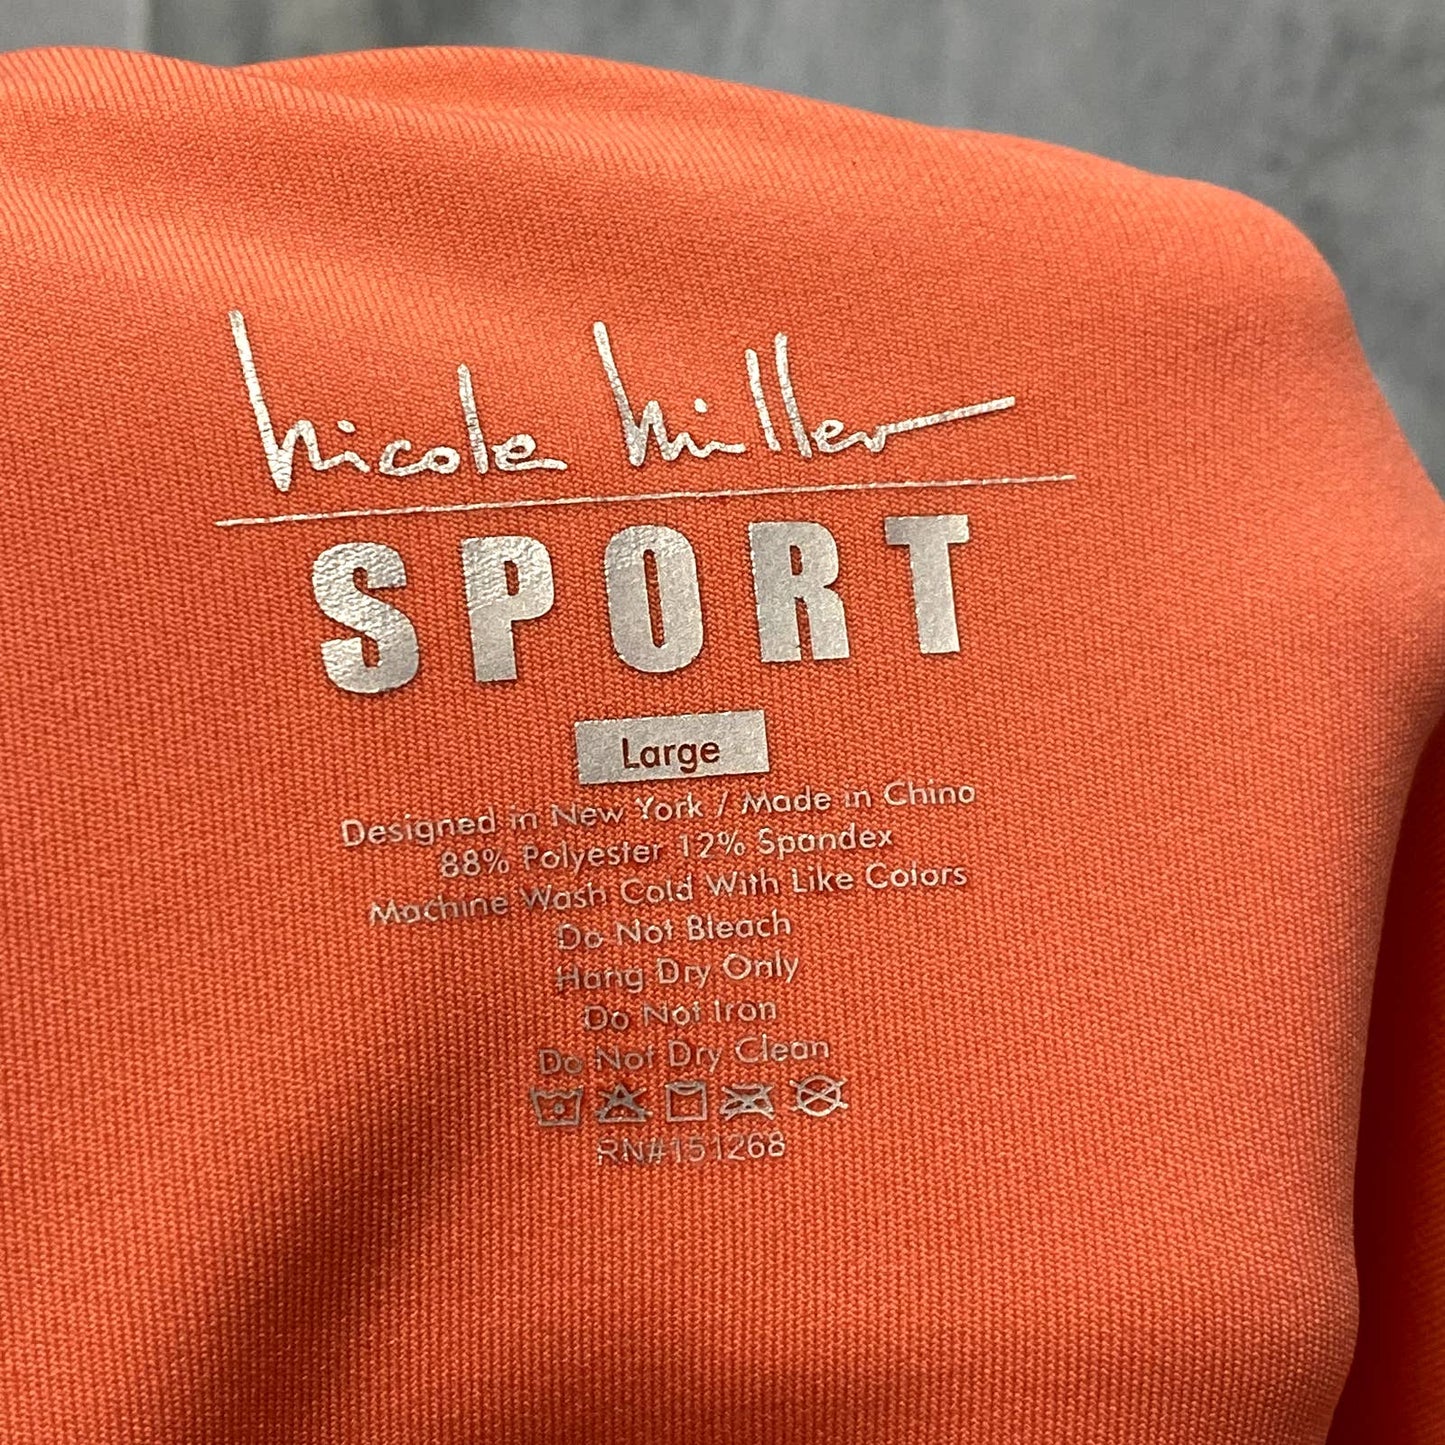 Nicole Miller
SPORT
Large
Designed in New York / Made in China
88% Polyester 12% Spandex
Machine Wash Cold With Like Colors
Do Not Bleach
Hang Dry Only
Do Not Iron
Do Not Dry Clean
RN#151268